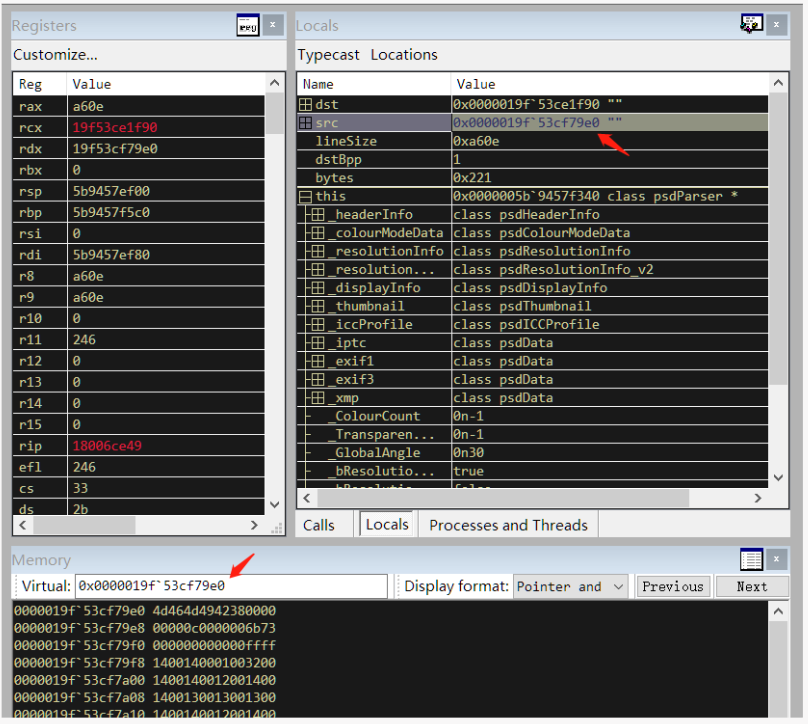 Registers
Customize...
Reg Value
rax a60e
rcx 19f53ce1f90
rdx 19f53cf79e0
rbx 0
rsp 5b9457ef00
rbp 5b9457f5c0
rsi 0
rdi 5b9457ef80
r8 a60e
r9 a60e
r10 0
r11 246
r12 0
r13 0
r14 0
r15 0
rip 18006ce49
efl 246
cs 33
ds 2b
Locals
Typecast Locations
Name Value
dst 0x0000019f`53ce1f90 ""
src 0x0000019f`53cf79e0 ""
lineSize 0xa60e
dstBpp 1
bytes 0x221
this 0x0000005b`9457f340 class psdParser *
_headerInfo class psdHeaderInfo
_colourModeData class psdColourModeData
_resolutionInfo class psdResolutionInfo
_resolution... class psdResolutionInfo_v2
_displayInfo class psdDisplayInfo
_thumbnail class psdThumbnail
_iccProfile class psdICCProfile
_iptc class psdData
_exif1 class psdData
_exif3 class psdData
_xmp class psdData
_ColourCount 0n-1
_Transparen... 0n-1
_GlobalAngle 0n30
_bResolutio... true
Calls Locals Processes and Threads
Memory
Virtual: 0x0000019f`53cf79e0 Display format: Pointer and Previous Next
0000019f`53cf79e0 4d464d4942380000
0000019f`53cf79e8 00000c0000006b73
0000019f`53cf79f0 000000000000ffff
0000019f`53cf79f8 1400140001003200
0000019f`53cf7a00 1400140012001400
0000019f`53cf7a08 1400130013001300
0000019f`53cf7a10 1400140012001400